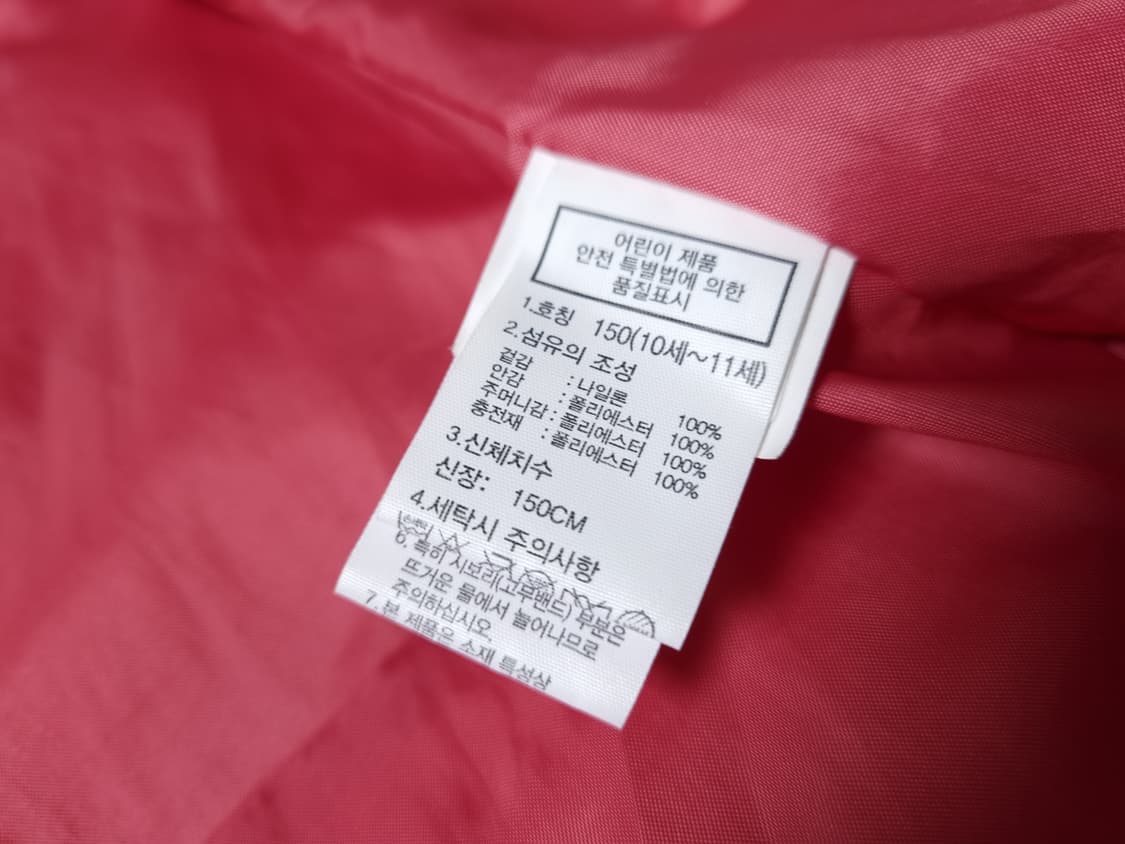 어린이 제품
안전 특별법에 의한
품질표시
1.호칭 150(10세~11세)
2.섬유의 조성
겉감 : 나일론 100%
안감 : 폴리에스터 100%
주머니감 : 폴리에스터 100%
충전재 : 폴리에스터 100%
3.신체치수
신장: 150CM
4.세탁시 주의사항
6. 특히 시보리(고무밴드) 부분은
뜨거운 물에서 늘어나므로
주의하십시오.
7.본 제품은 소재 특성상